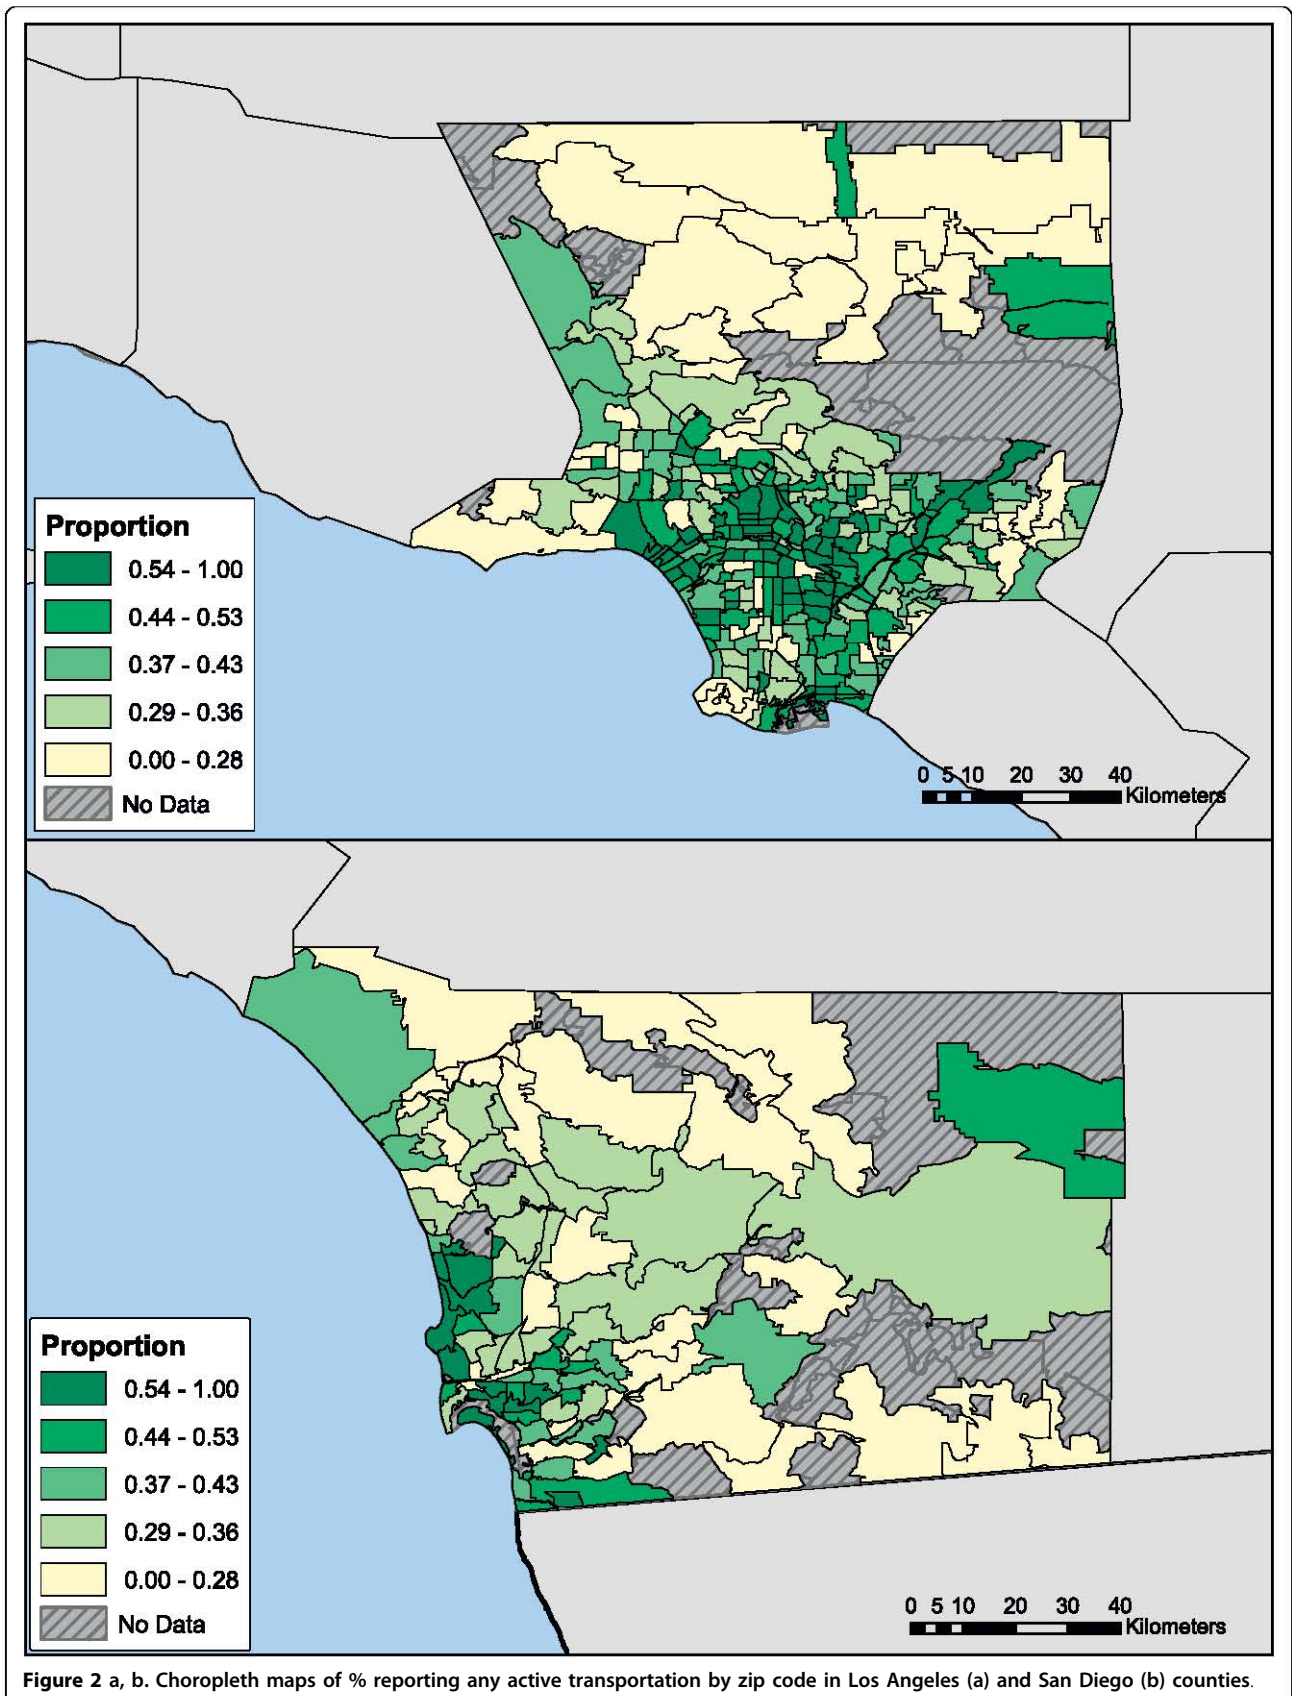 Proportion
0.54 - 1.00
0.44 - 0.53
0.37 - 0.43
0.29 - 0.36
0.00 - 0.28
No Data
0 5 10 20 30 40
Kilometers
Proportion
0.54 - 1.00
0.44 - 0.53
0.37 - 0.43
0.29 - 0.36
0.00 - 0.28
No Data
0 5 10 20 30 40
Kilometers
Figure 2 a, b. Choropleth maps of % reporting any active transportation by zip code in Los Angeles (a) and San Diego (b) counties.